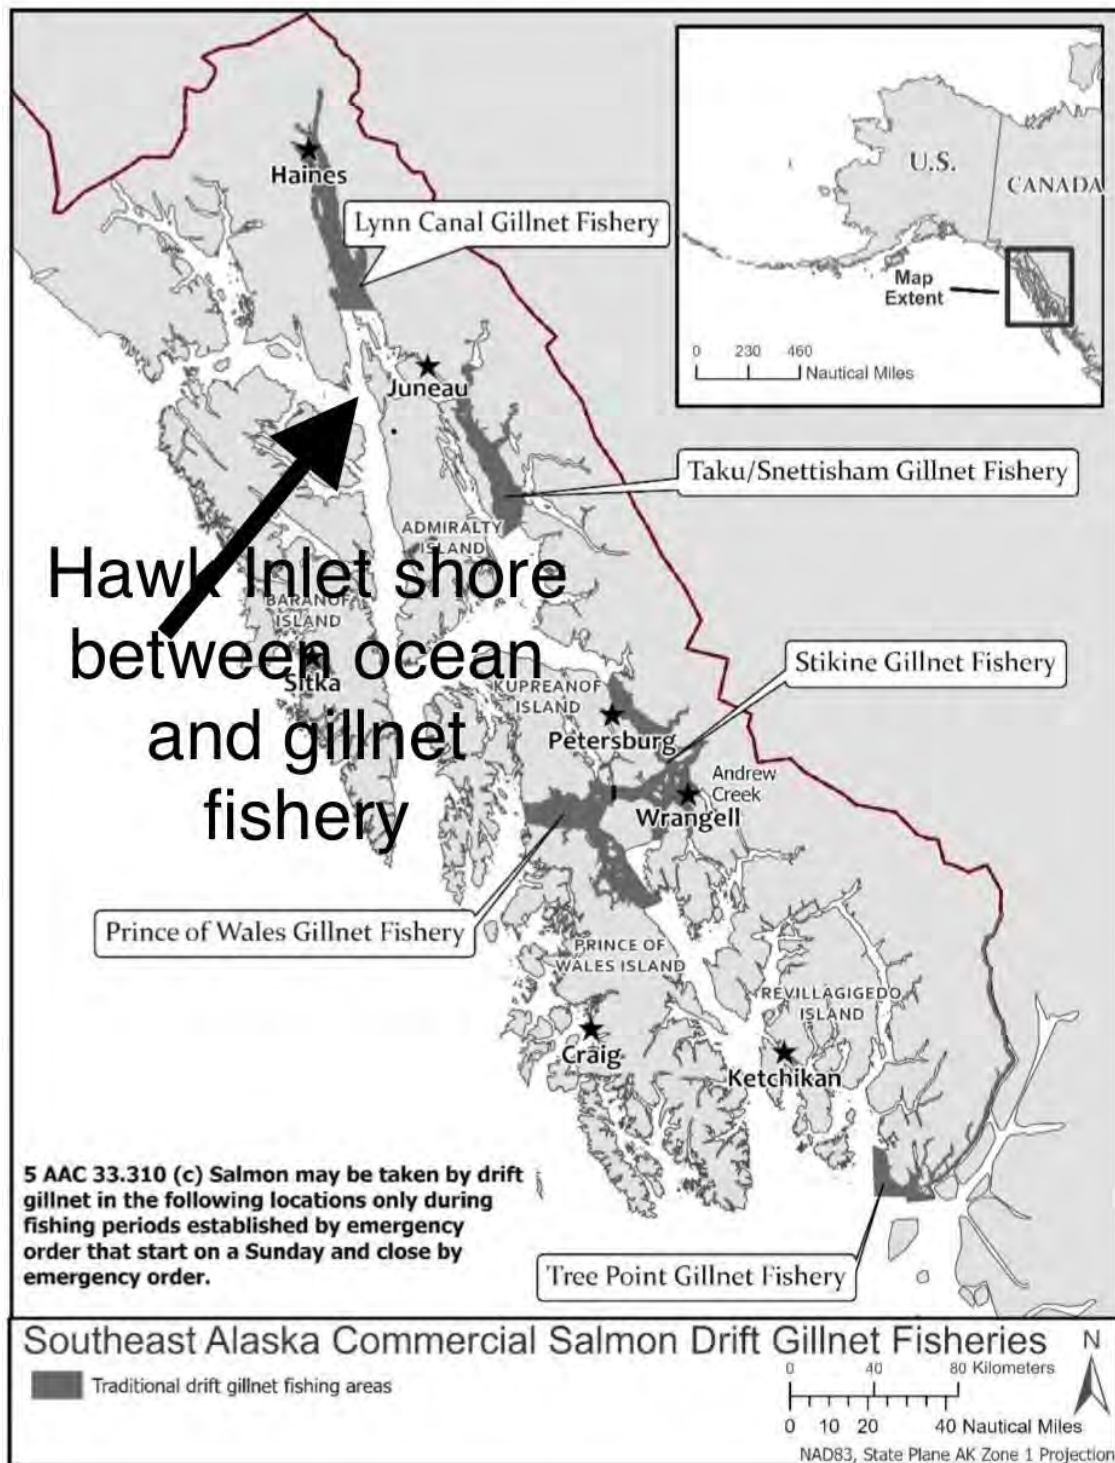 Haines
Lynn Canal Gillnet Fishery
U.S.
CANADA
Map
Extent
0 230 460
Nautical Miles
Juneau
Taku/Snettisham Gillnet Fishery
ADMIRALTY
ISLAND
Hawk Inlet shore
between ocean
and gillnet
fishery
BARANOF
ISLAND
Sitka
Stikine Gillnet Fishery
KUPREANOF
ISLAND
Petersburg
Andrew
Creek
Wrangell
Prince of Wales Gillnet Fishery
PRINCE OF
WALES ISLAND
REVILLAGIGEDO
ISLAND
Craig
Ketchikan
5 AAC 33.310 (c) Salmon may be taken by drift
gillnet in the following locations only during
fishing periods established by emergency
order that start on a Sunday and close by
emergency order.
Tree Point Gillnet Fishery
Southeast Alaska Commercial Salmon Drift Gillnet Fisheries
N
Traditional drift gillnet fishing areas
0 40 80 Kilometers
0 10 20 40 Nautical Miles
NAD83, State Plane AK Zone 1 Projection